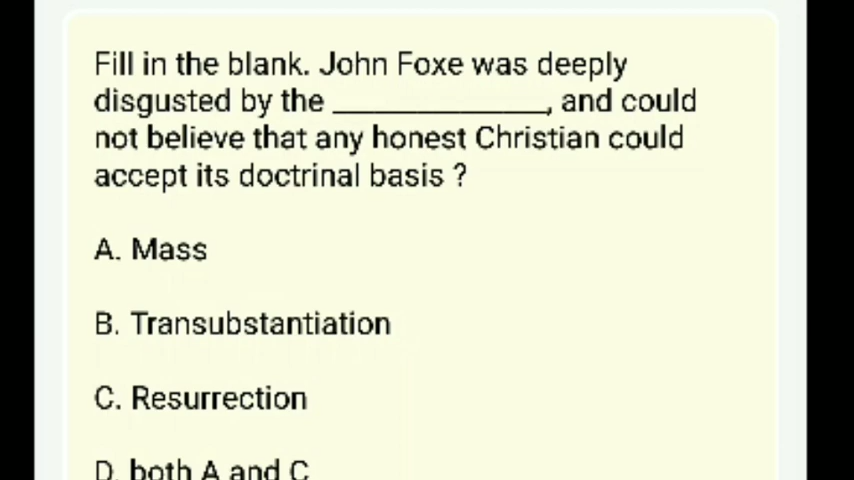 Fill in the blank. John Foxe was deeply
disgusted by the ______________, and could
not believe that any honest Christian could
accept its doctrinal basis ?
A. Mass
B. Transubstantiation
C. Resurrection
D. both A and C